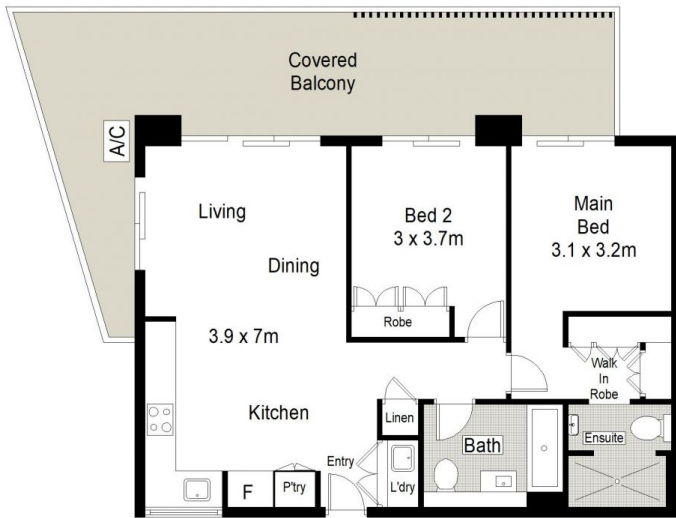 Covered
Balcony
A/C
Living
Dining
3.9 x 7m
Kitchen
Bed 2
3 x 3.7m
Robe
Main
Bed
3.1 x 3.2m
Walk
In
Robe
Linen
Bath
Ensuite
Entry
L'dry
F
P'try